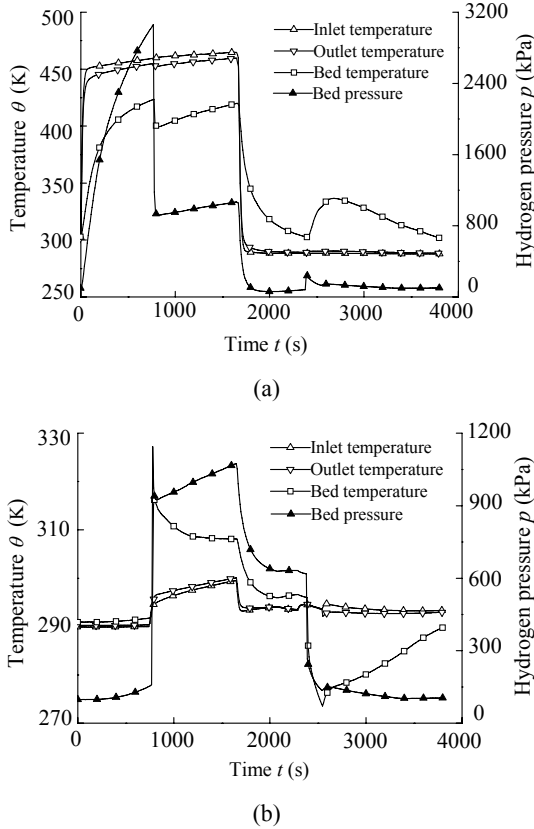 500
450
400
350
300
250
Temperature θ (K)
3200
2400
1600
800
0
Hydrogen pressure p (kPa)
Inlet temperature
Outlet temperature
Bed temperature
Bed pressure
0 1000 2000 3000 4000
Time t (s)
(a)
330
310
290
270
Temperature θ (K)
1200
900
600
300
0
Hydrogen pressure p (kPa)
Inlet temperature
Outlet temperature
Bed temperature
Bed pressure
0 1000 2000 3000 4000
Time t (s)
(b)